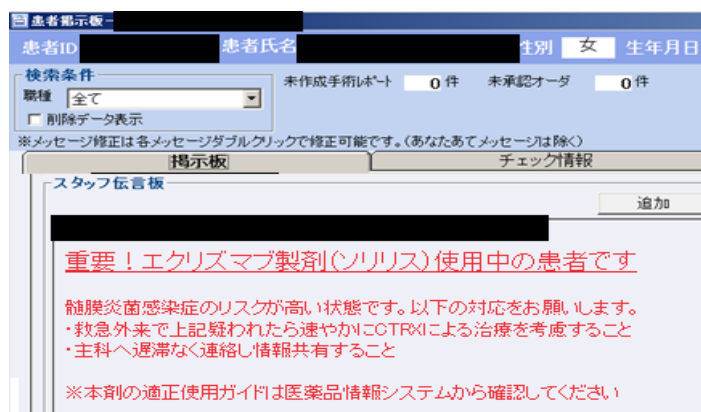 患者掲示板-
患者ID 患者氏名 性別 女 生年月日
検索条件
職種 全て 未作成手術レポート 0件 未承認オーダ 0件
削除データ表示
※メッセージ修正は各メッセージダブルクリックで修正可能です。(あなたあてメッセージは除く)
掲示板 チェック情報
スタッフ伝言板
追加
重要！エクリズマブ製剤(ソリリス)使用中の患者です
髄膜炎菌感染症のリスクが高い状態です。以下の対応をお願いします。
・救急外来で上記疑われたら速やかにCTRXによる治療を考慮すること
・主科へ遅滞なく連絡し情報共有すること
※本剤の適正使用ガイドは医薬品情報システムから確認してください